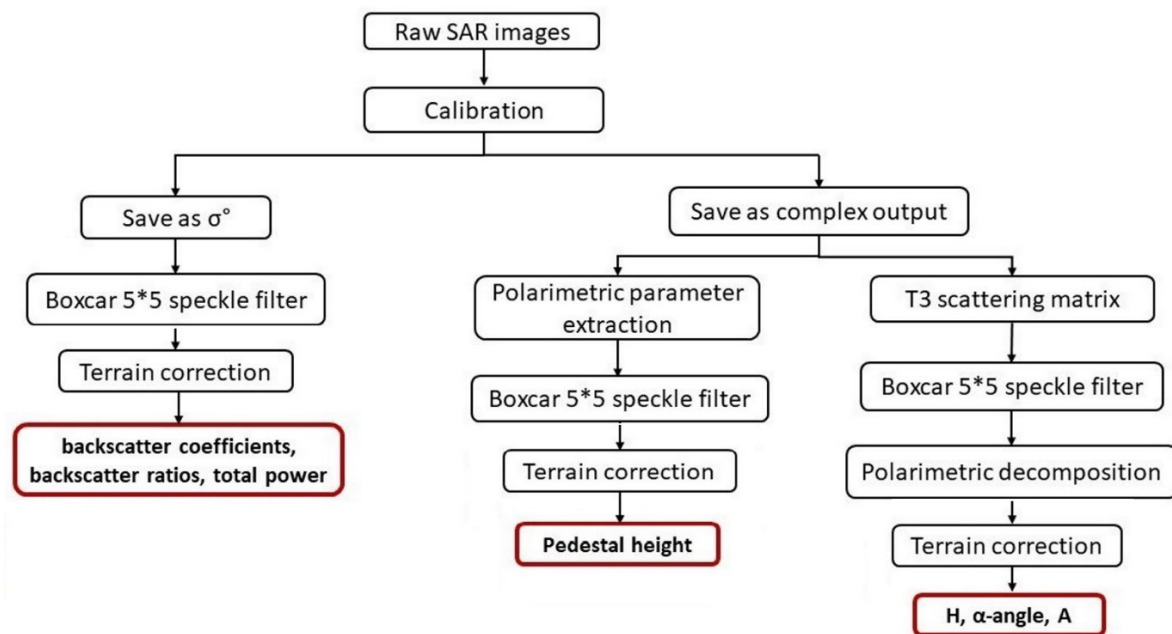 Raw SAR images
Calibration
Save as σ°
Boxcar 5*5 speckle filter
Terrain correction
backscatter coefficients,
backscatter ratios, total power
Save as complex output
Polarimetric parameter
extraction
Boxcar 5*5 speckle filter
Terrain correction
Pedestal height
T3 scattering matrix
Boxcar 5*5 speckle filter
Polarimetric decomposition
Terrain correction
H, α-angle, A